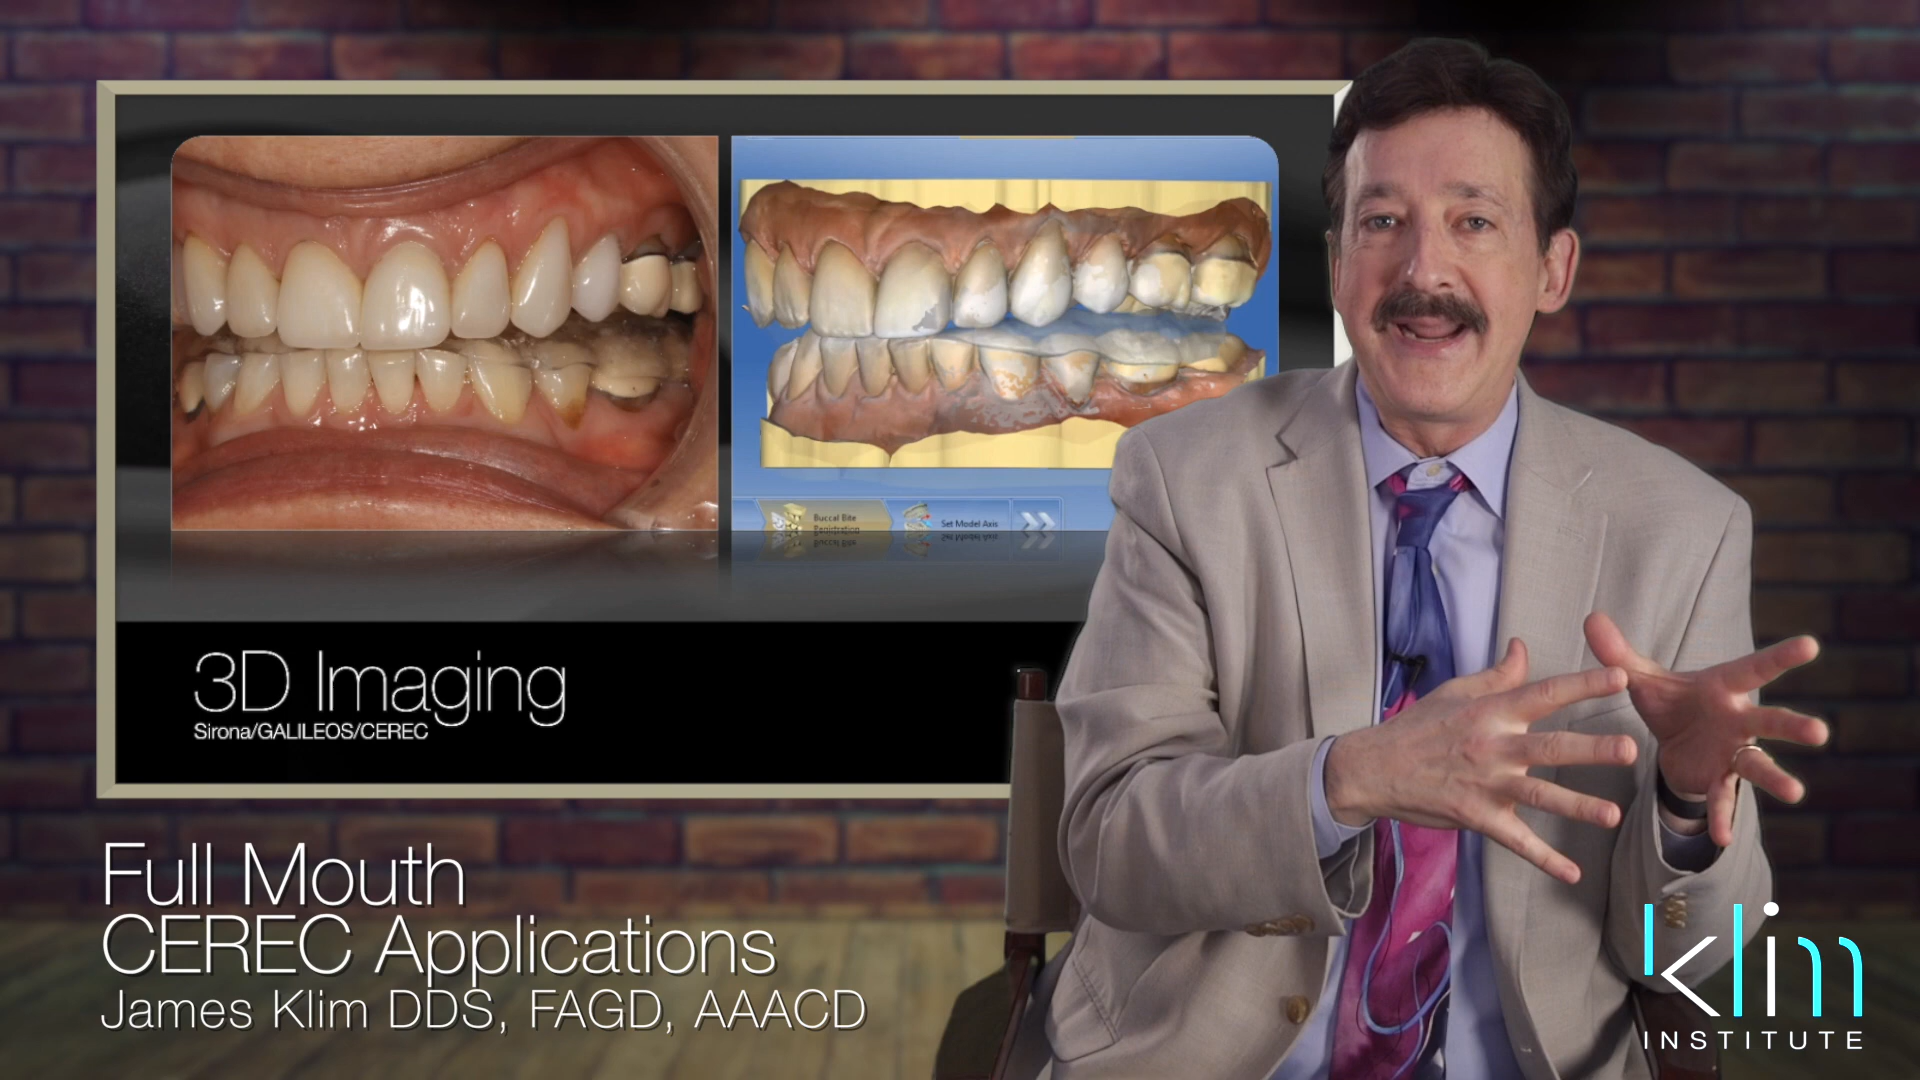 Buccal Bite
Registration
Set Model Axis
3D Imaging
Sirona/GALILEOS/CEREC
Full Mouth
CEREC Applications
James Klim DDS, FAGD, AAACD
klim
INSTITUTE